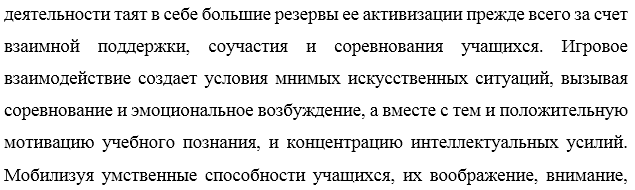 деятельности таят в себе большие резервы ее активизации прежде всего за счет
взаимной поддержки, соучастия и соревнования учащихся. Игровое
взаимодействие создает условия мнимых искусственных ситуаций, вызывая
соревнование и эмоциональное возбуждение, а вместе с тем и положительную
мотивацию учебного познания, и концентрацию интеллектуальных усилий.
Мобилизуя умственные способности учащихся, их воображение, внимание,